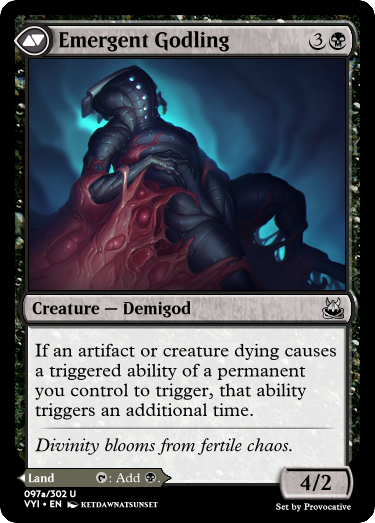 Emergent Godling 3
Creature — Demigod
If an artifact or creature dying causes
a triggered ability of a permanent
you control to trigger, that ability
triggers an additional time.
Divinity blooms from fertile chaos.
Land : Add .
4/2
097a/302 U
VYI • EN KETDAWNATSUNSET
Set by Provocative